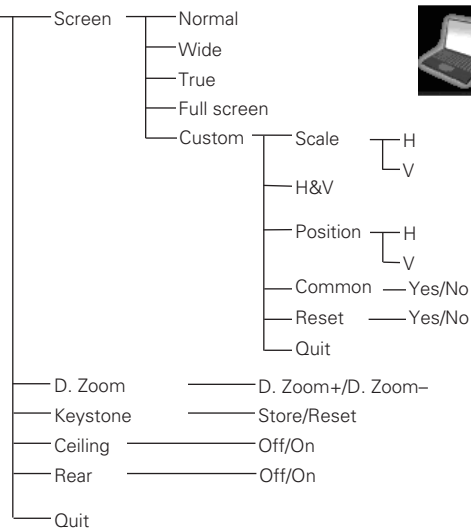 Screen Normal
Wide
True
Full screen
Custom Scale H
V
H&V
Position H
V
Common Yes/No
Reset Yes/No
Quit
D. Zoom D. Zoom+/D. Zoom–
Keystone Store/Reset
Ceiling Off/On
Rear Off/On
Quit